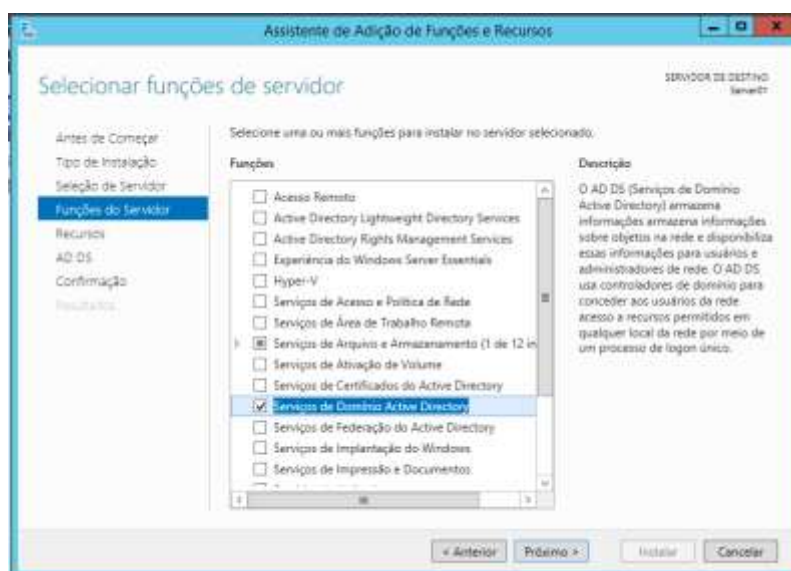 Assistente de Adição de Funções e Recursos
Selecionar funções de servidor
SERVIDOR DE DESTINO
Server01
Antes de Começar
Tipo de Instalação
Seleção de Servidor
Funções do Servidor
Recursos
AD DS
Confirmação
Resultados
Selecione uma ou mais funções para instalar no servidor selecionado.
Funções
Acesso Remoto
Active Directory Lightweight Directory Services
Active Directory Rights Management Services
Experiência do Windows Server Essentials
Hyper-V
Serviços de Acesso e Política de Rede
Serviços de Área de Trabalho Remota
Serviços de Arquivo e Armazenamento (1 de 12 in
Serviços de Ativação de Volume
Serviços de Certificados do Active Directory
Serviços de Domínio Active Directory
Serviços de Federação do Active Directory
Serviços de Implantação do Windows
Serviços de Impressão e Documentos
Descrição
O AD DS (Serviços de Domínio
Active Directory) armazena
informações armazena informações
sobre objetos na rede e disponibiliza
essas informações para usuários e
administradores de rede. O AD DS
usa controladores de domínio para
conceder aos usuários da rede
acesso a recursos permitidos em
qualquer local da rede por meio de
um processo de logon único.
< Anterior
Próximo >
Instalar
Cancelar